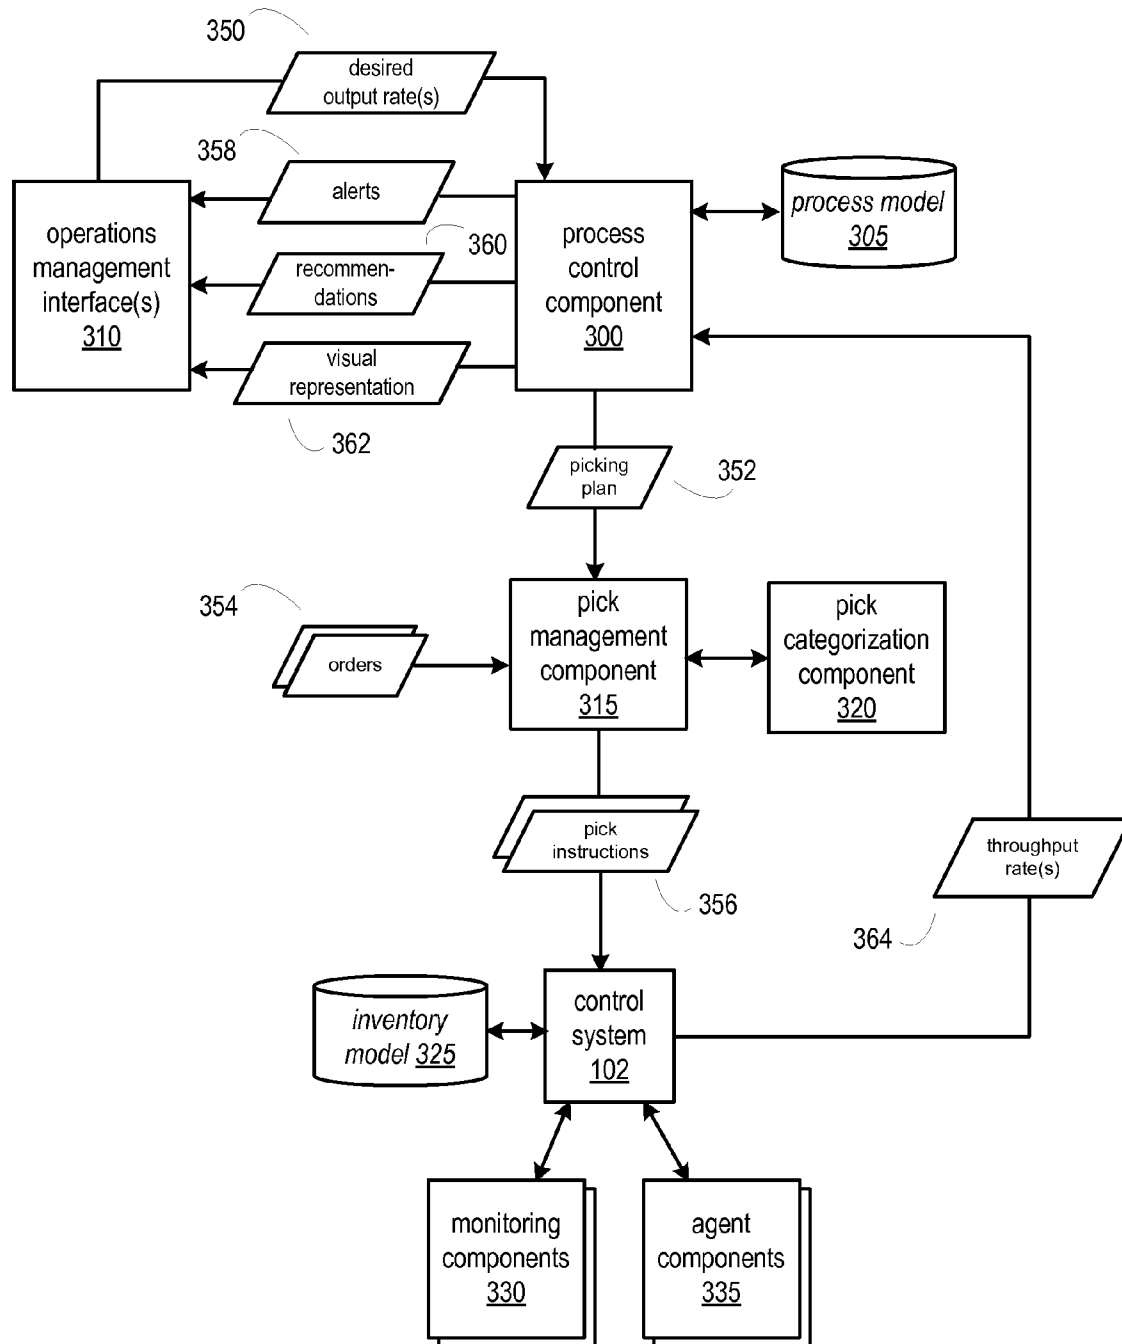 350
desired
output rate(s)
358
alerts
process model
305
operations
management
interface(s)
310
360
recommen-
dations
process
control
component
300
visual
representation
362
picking
plan
352
354
orders
pick
management
component
315
pick
categorization
component
320
pick
instructions
356
throughput
rate(s)
364
inventory
model 325
control
system
102
monitoring
components
330
agent
components
335